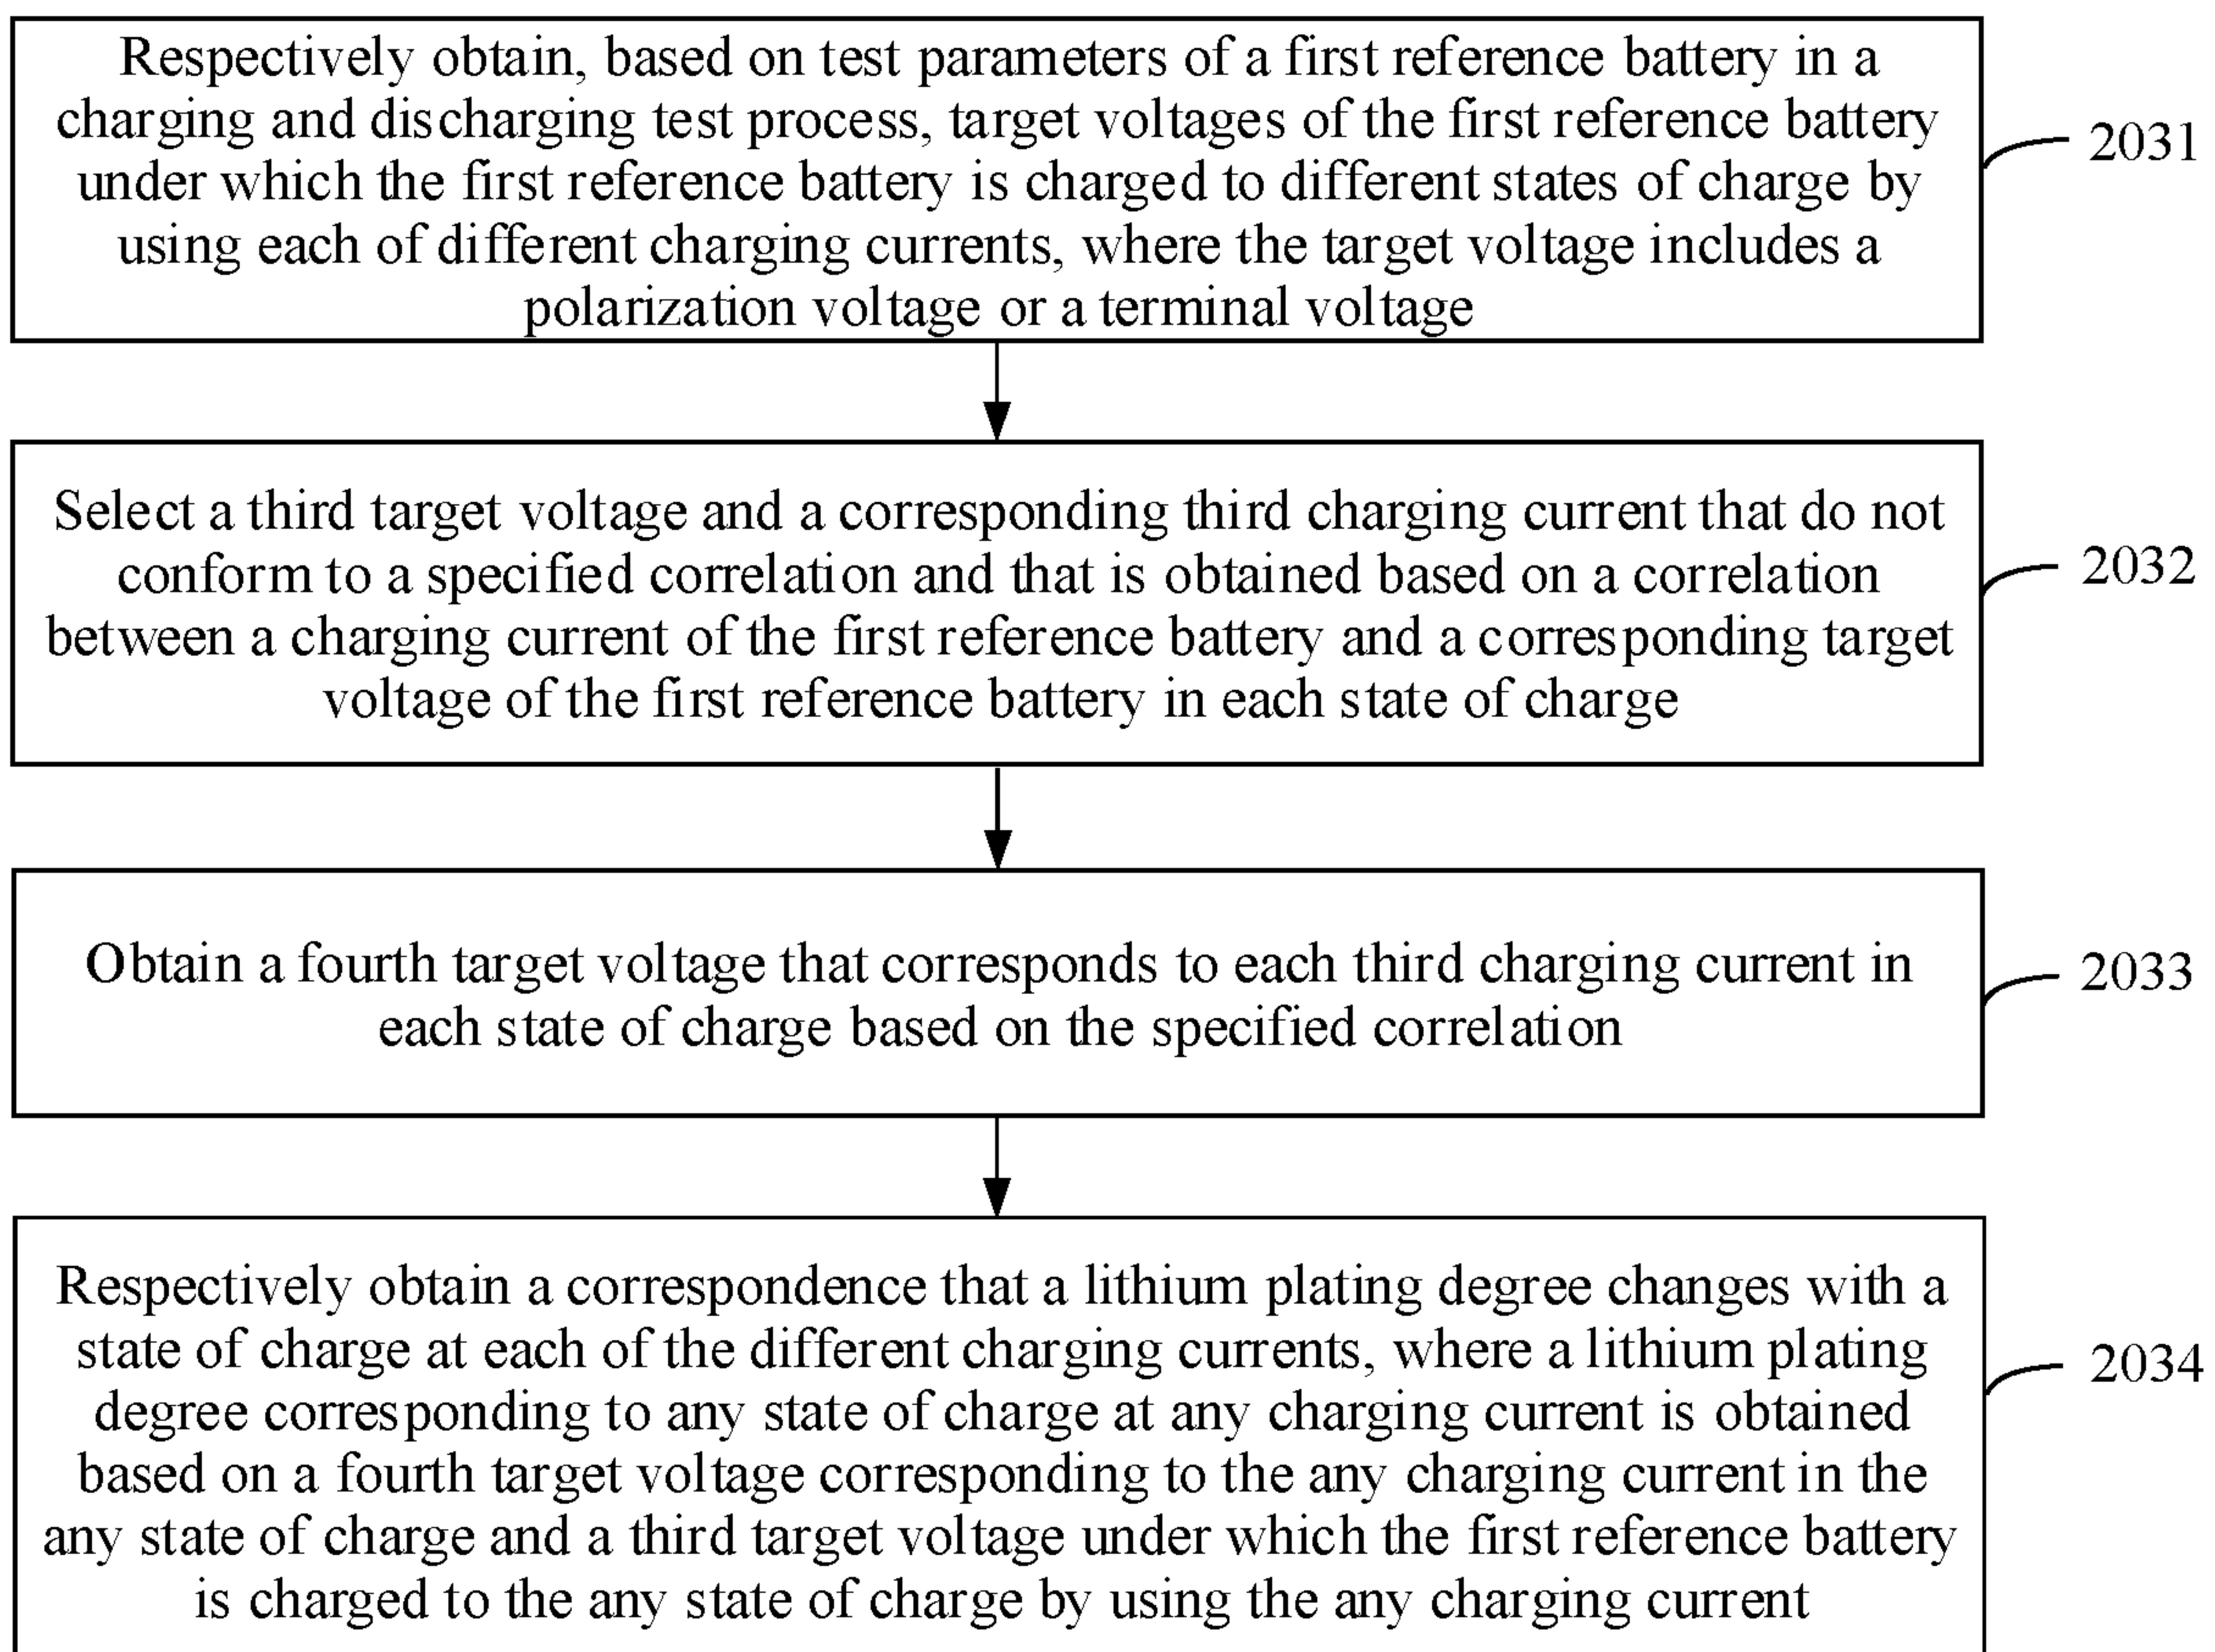 Respectively obtain, based on test parameters of a first reference battery in a
charging and discharging test process, target voltages of the first reference battery
under which the first reference battery is charged to different states of charge by
using each of different charging currents, where the target voltage includes a
polarization voltage or a terminal voltage
2031
Select a third target voltage and a corresponding third charging current that do not
conform to a specified correlation and that is obtained based on a correlation
between a charging current of the first reference battery and a corresponding target
voltage of the first reference battery in each state of charge
2032
Obtain a fourth target voltage that corresponds to each third charging current in
each state of charge based on the specified correlation
2033
Respectively obtain a correspondence that a lithium plating degree changes with a
state of charge at each of the different charging currents, where a lithium plating
degree corresponding to any state of charge at any charging current is obtained
based on a fourth target voltage corresponding to the any charging current in the
any state of charge and a third target voltage under which the first reference battery
is charged to the any state of charge by using the any charging current
2034